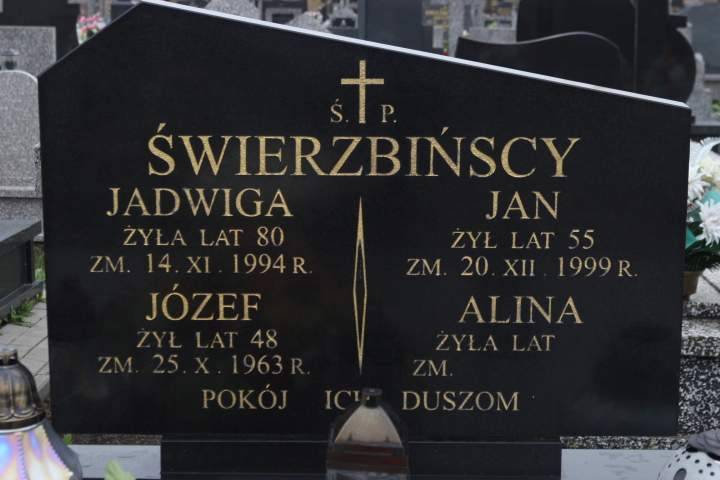 Ś. P.
ŚWIERZBIŃSCY
JADWIGA
ŻYŁA LAT 80
ZM. 14. XI. 1994 R.
JÓZEF
ŻYŁ LAT 48
ZM. 25. X. 1963 R.
JAN
ŻYŁ LAT 55
ZM. 20. XII. 1999 R.
ALINA
ŻYŁA LAT
ZM.
POKÓJ ICH DUSZOM